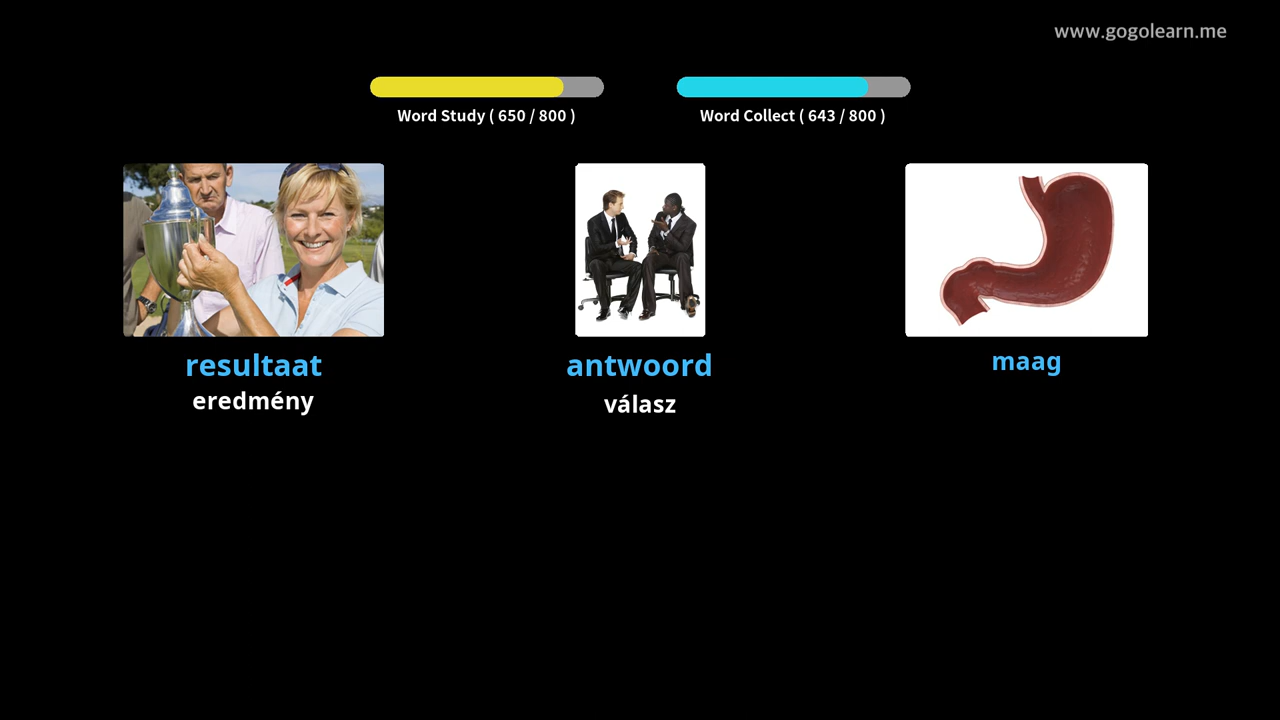 www.gogolearn.me
Word Study ( 650 / 800 )
Word Collect ( 643 / 800 )
resultaat
eredmény
antwoord
válasz
maag